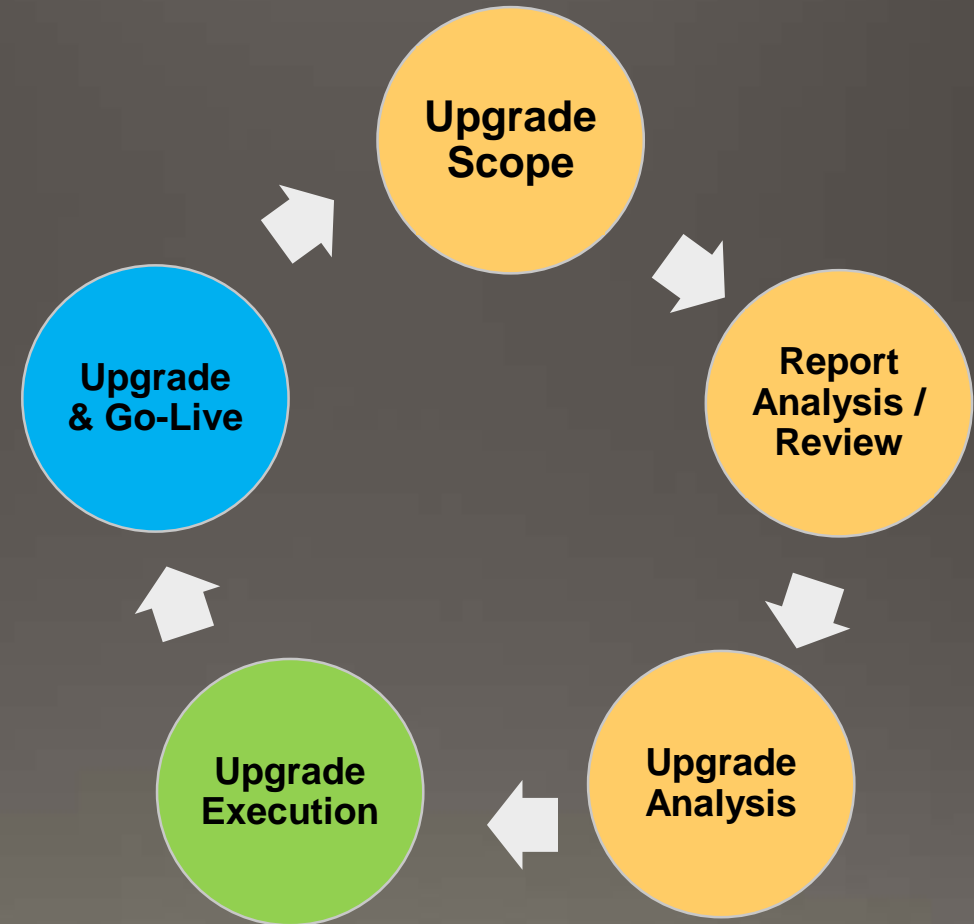 Upgrade
Scope
Report
Analysis /
Review
Upgrade
Analysis
Upgrade
Execution
Upgrade
& Go-Live